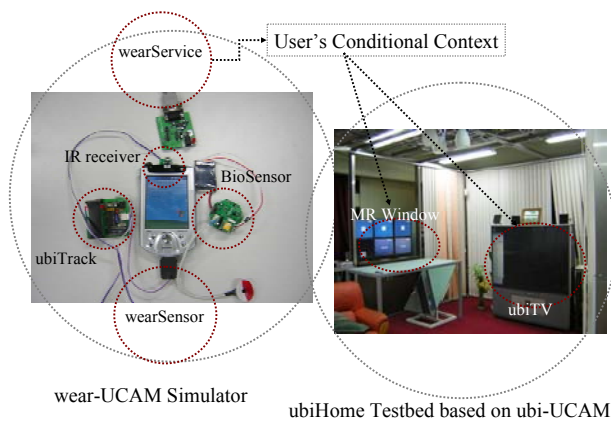 wearService
User's Conditional Context
IR receiver
BioSensor
MR Window
ubiTrack
ubiTV
wearSensor
wear-UCAM Simulator
ubiHome Testbed based on ubi-UCAM